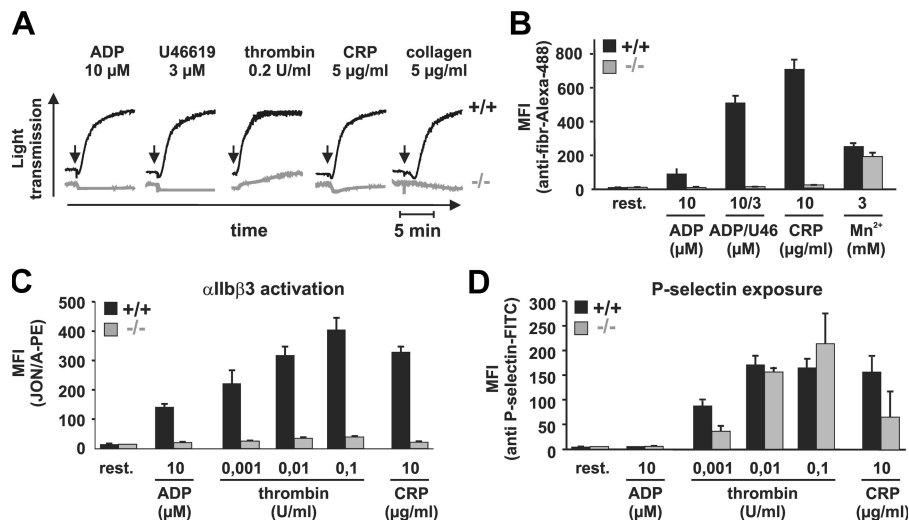 A
ADP U46619 thrombin CRP collagen
10 µM 3 µM 0.2 U/ml 5 µg/ml 5 µg/ml
Light
transmission
+/+
-/-
time
5 min
B
MFI
(anti-fibr-Alexa-488)
800
600
400
200
0
+/+
-/-
rest. 10 10/3 10 3
ADP ADP/U46 CRP Mn²⁺
(µM) (µM) (µg/ml) (mM)
C
αIIbβ3 activation
MFI
(JON/A-PE)
500
400
300
200
100
0
+/+
-/-
rest. 10 0,001 0,01 0,1 10
ADP thrombin CRP
(µM) (U/ml) (µg/ml)
D
P-selectin exposure
MFI
(anti P-selectin-FITC)
300
250
200
150
100
50
0
+/+
-/-
rest. 10 0,001 0,01 0,1 10
ADP thrombin CRP
(µM) (U/ml) (µg/ml)